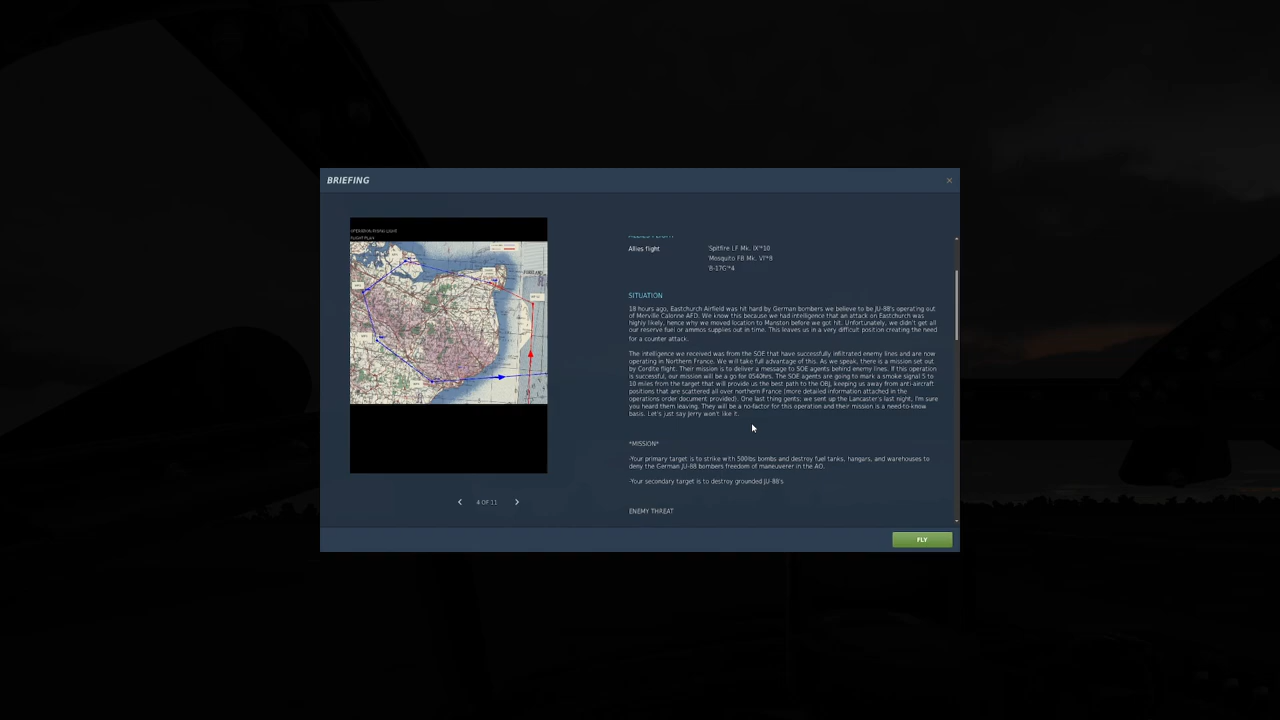 BRIEFING
OPERATION RISING LIGHT
FLIGHT PLAN
4 OF 11
ALLIES FLIGHT
Allies flight
Spitfire LF Mk. IX*10
Mosquito FB Mk. VI*8
B-17G*4
SITUATION
18 hours ago, Eastchurch Airfield was hit hard by German bombers we believe to be JU-88's operating out
of Merville Calonne AFD. We know this because we had intelligence that an attack on Eastchurch was
highly likely, hence why we moved location to Manston before we got hit. Unfortunately, we didn't get all
our reserve fuel or ammos supplies out in time. This leaves us in a very difficult position creating the need
for a counter attack.
The intelligence we received was from the SOE that have successfully infiltrated enemy lines and are now
operating in Northern France. We will take full advantage of this. As we speak, there is a mission set out
by Cordite flight. Their mission is to deliver a message to SOE agents behind enemy lines. If this operation
is successful, our mission will be a go for 0540hrs. The SOE agents are going to mark a smoke signal 5 to
10 miles from the target that will provide us the best path to the OBJ, keeping us away from anti-aircraft
positions that are scattered all over northern France (more detailed information attached in the
operations order document provided). One last thing gents; we sent up the Lancaster's last night, I'm sure
you heard them leaving. They will be a no-factor for this operation and their mission is a need-to-know
basis. Let's just say Jerry won't like it.
*MISSION*
-Your primary target is to strike with 500lbs bombs and destroy fuel tanks, hangars, and warehouses to
deny the German JU-88 bombers freedom of maneuverer in the AO.
-Your secondary target is to destroy grounded JU-88's
ENEMY THREAT
FLY